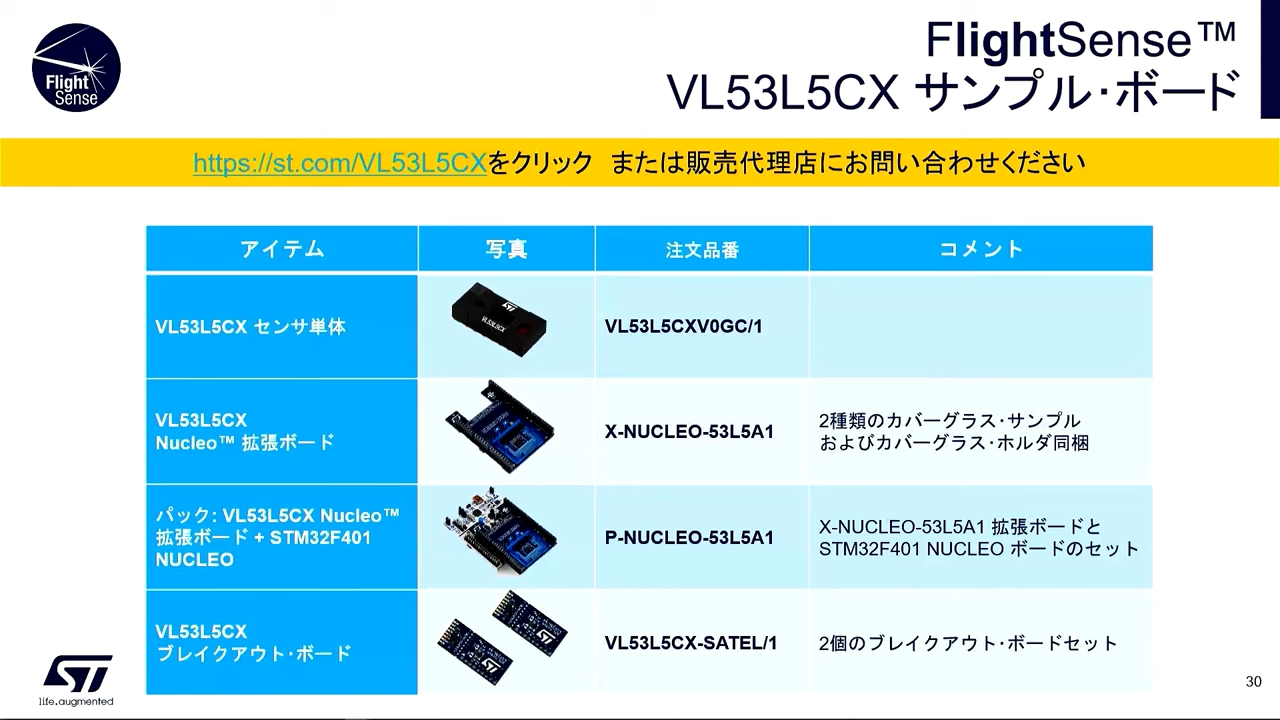 Flight
Sense
FlightSense™
VL53L5CX サンプル・ボード
https://st.com/VL53L5CXをクリック　または販売代理店にお問い合わせください
アイテム
写真
注文品番
コメント
VL53L5CX センサ単体
VL53L5CX
VL53L5CXV0GC/1
VL53L5CX
Nucleo™ 拡張ボード
X-NUCLEO-53L5A1
2種類のカバーグラス・サンプル
およびカバーグラス・ホルダ同梱
パック: VL53L5CX Nucleo™
拡張ボード + STM32F401
NUCLEO
P-NUCLEO-53L5A1
X-NUCLEO-53L5A1 拡張ボードと
STM32F401 NUCLEO ボードのセット
VL53L5CX
ブレイクアウト・ボード
VL53L5CX-SATEL/1
2個のブレイクアウト・ボードセット
ST
life.augmented
30